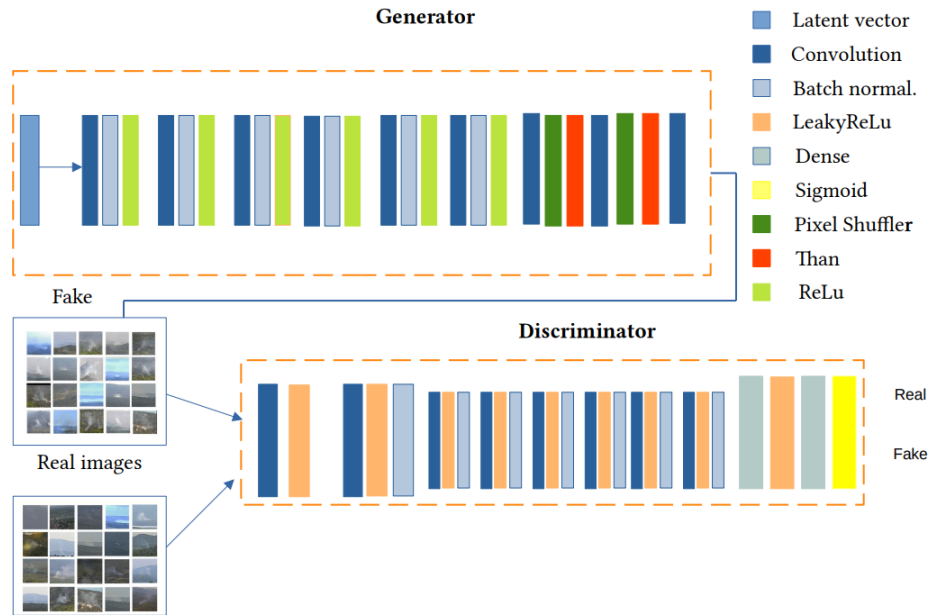 Generator
Latent vector
Convolution
Batch normal.
LeakyReLu
Dense
Sigmoid
Pixel Shuffler
Than
ReLu
Fake
Discriminator
Real
Fake
Real images